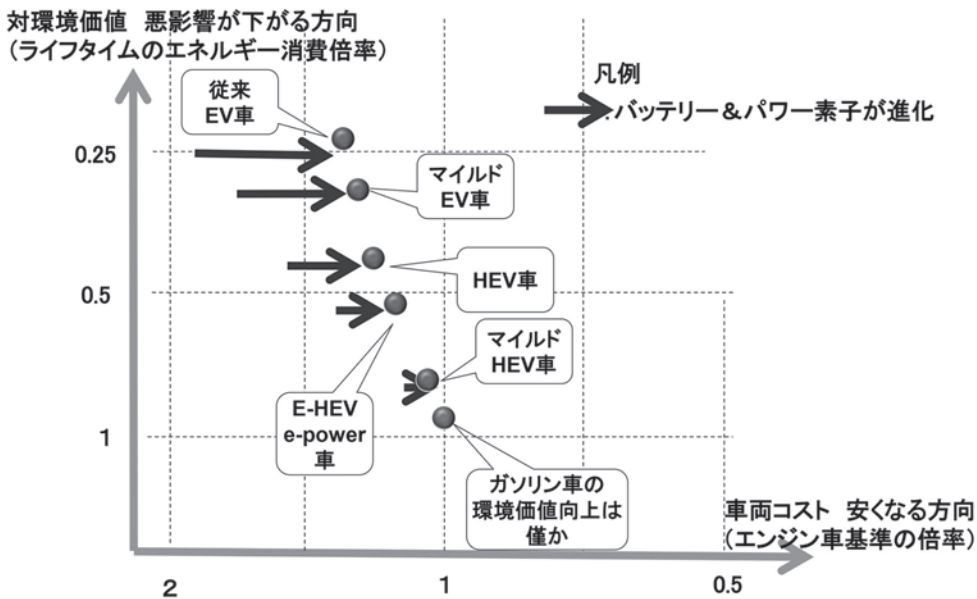 対環境価値 悪影響が下がる方向
(ライフタイムのエネルギー消費倍率)
従来
EV車
凡例
バッテリー&パワー素子が進化
0.25
マイルド
EV車
HEV車
0.5
マイルド
HEV車
E-HEV
e-power
車
1
ガソリン車の
環境価値向上は
僅か
車両コスト 安くなる方向
(エンジン車基準の倍率)
2
1
0.5